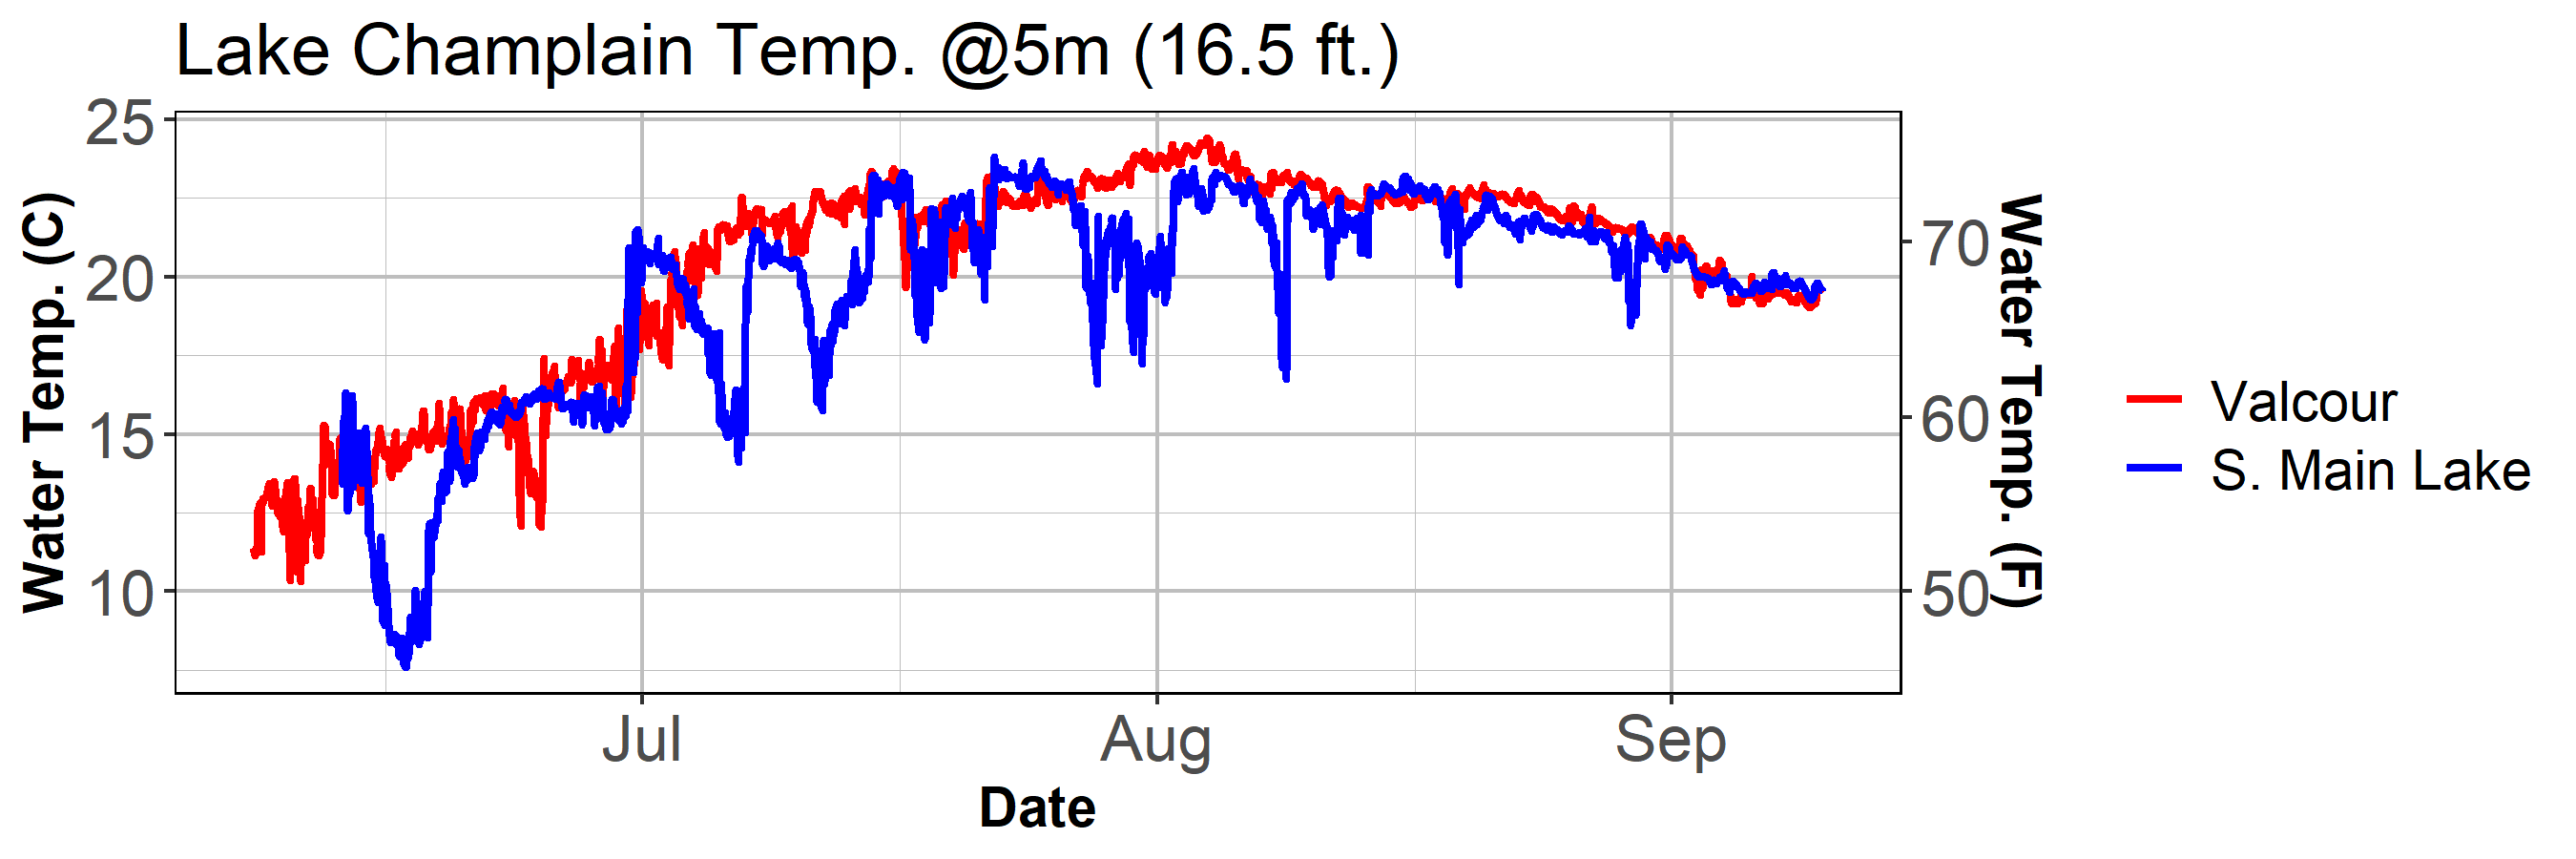 Lake Champlain Temp. @5m (16.5 ft.)
Water Temp. (C)
25
20
15
10
Water Temp. (F)
70
60
50
Jul Aug Sep
Date
Valcour
S. Main Lake